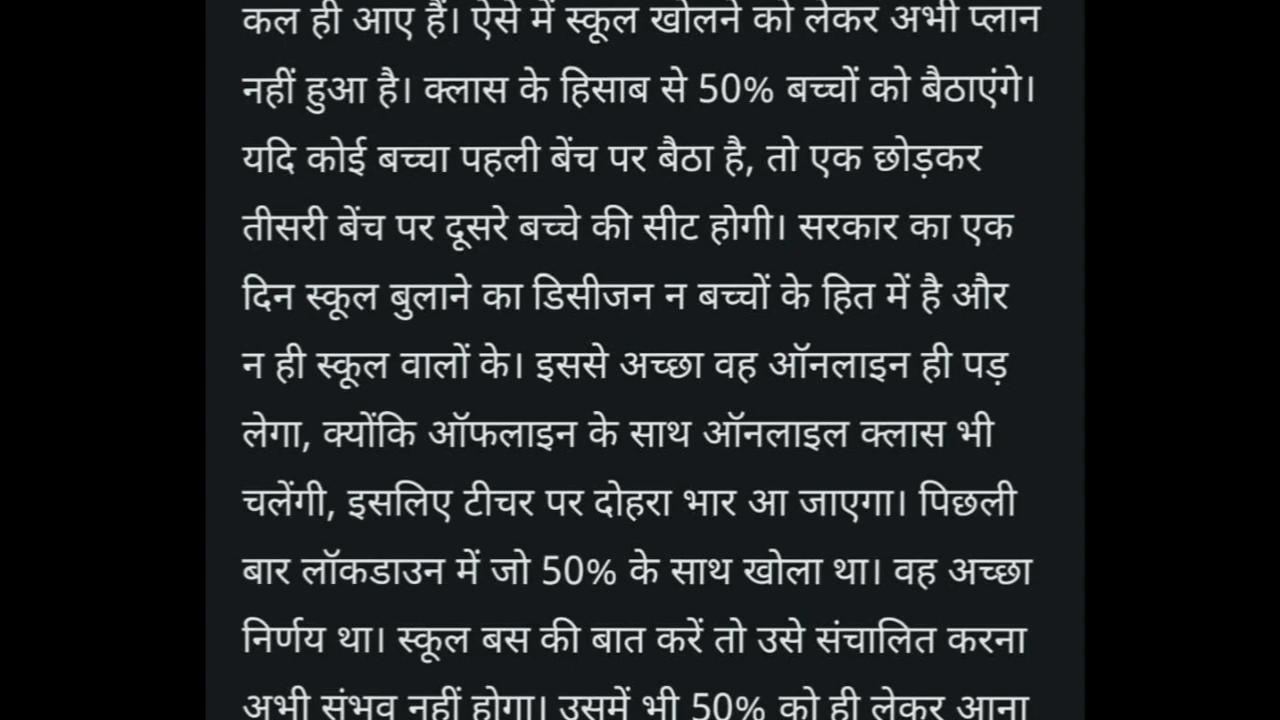 कल ही आए हैं। ऐसे में स्कूल खोलने को लेकर अभी प्लान
नहीं हुआ है। क्लास के हिसाब से 50% बच्चों को बैठाएंगे।
यदि कोई बच्चा पहली बेंच पर बैठा है, तो एक छोड़कर
तीसरी बेंच पर दूसरे बच्चे की सीट होगी। सरकार का एक
दिन स्कूल बुलाने का डिसीजन न बच्चों के हित में है और
न ही स्कूल वालों के। इससे अच्छा वह ऑनलाइन ही पड़
लेगा, क्योंकि ऑफलाइन के साथ ऑनलाइल क्लास भी
चलेंगी, इसलिए टीचर पर दोहरा भार आ जाएगा। पिछली
बार लॉकडाउन में जो 50% के साथ खोला था। वह अच्छा
निर्णय था। स्कूल बस की बात करें तो उसे संचालित करना
अभी संभव नहीं होगा। उसमें भी 50% को ही लेकर आना